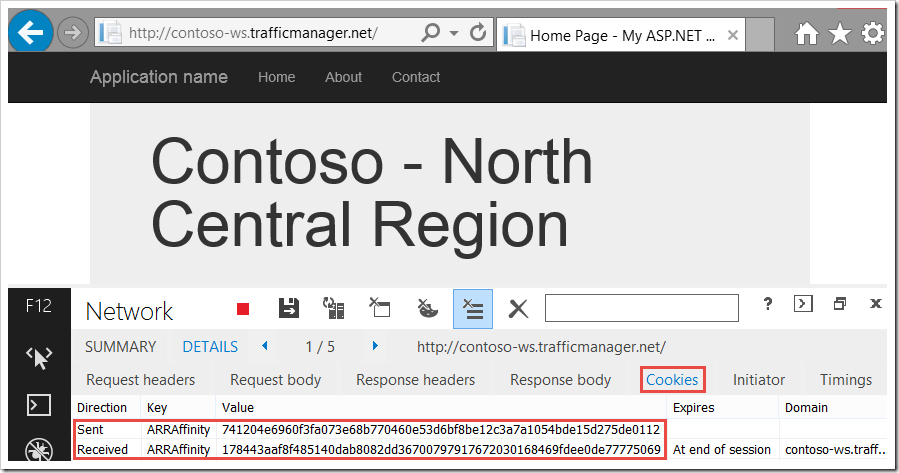 http://contoso-ws.trafficmanager.net/ Home Page - My ASP.NET ...
Application name Home About Contact
Contoso - North
Central Region
F12 Network ?
SUMMARY DETAILS 1 / 5 http://contoso-ws.trafficmanager.net/
Request headers Request body Response headers Response body Cookies Initiator Timings
Direction Key Value Expires Domain
Sent ARRAffinity 741204e6960f3fa073e68b770460e53d6bf8be12c3a7a1054bde15d275de0112
Received ARRAffinity 178443aaf8f485140dab8082dd36700797917672030168469fdee0de77775069 At end of session contoso-ws.traff..